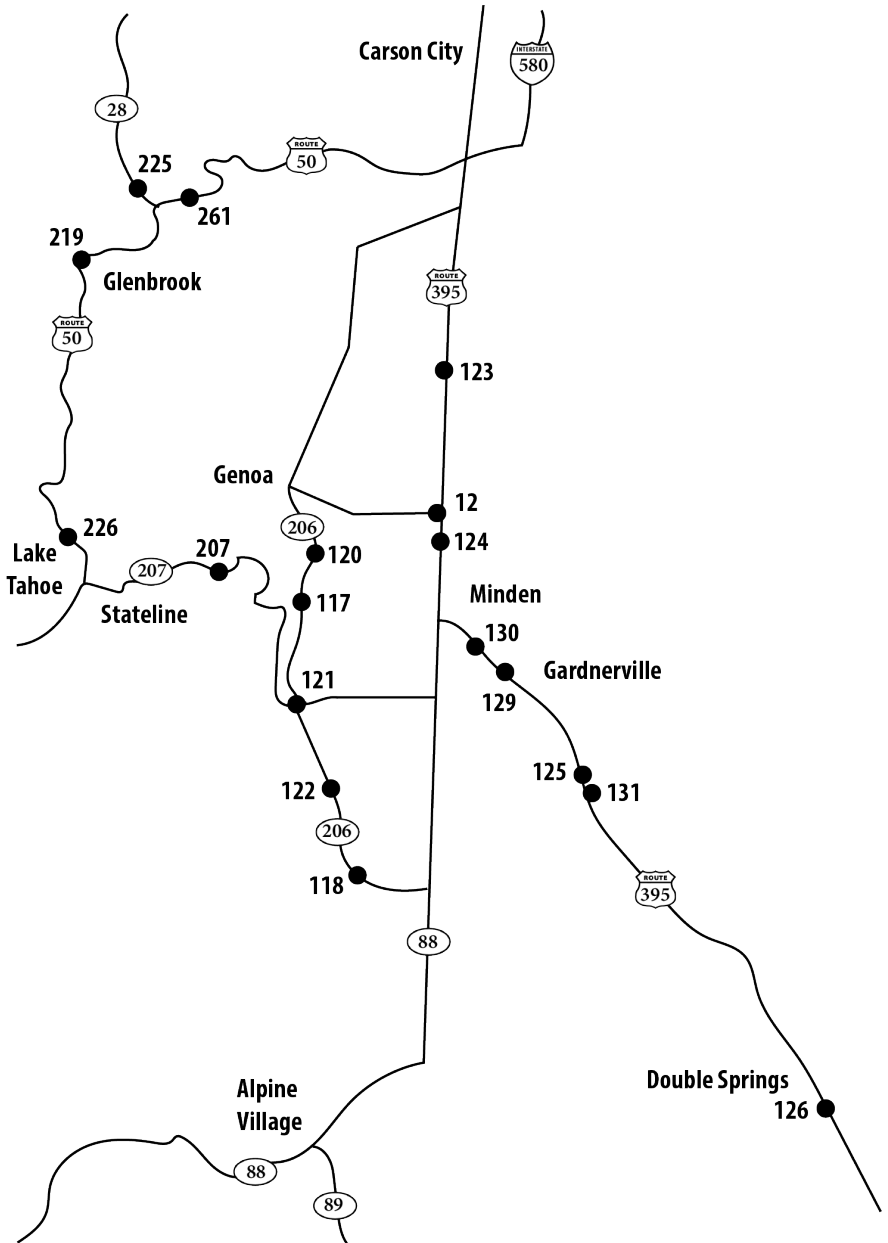 Carson City
INTERSTATE
580
28
ROUTE
50
225
261
219
Glenbrook
ROUTE
395
ROUTE
50
123
Genoa
12
206
124
226
207
120
Lake
Tahoe
207
Stateline
117
Minden
130
Gardnerville
129
121
125
131
122
206
118
ROUTE
395
88
Double Springs
126
Alpine
Village
88
89